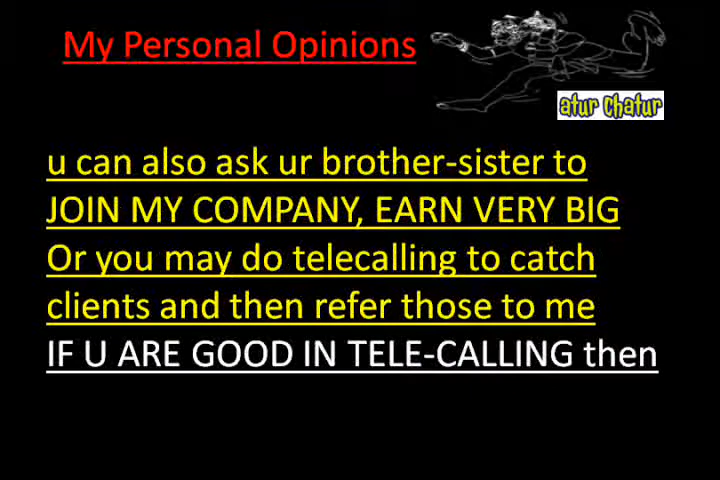 My Personal Opinions
atur chatur
u can also ask ur brother-sister to
JOIN MY COMPANY, EARN VERY BIG
Or you may do telecalling to catch
clients and then refer those to me
IF U ARE GOOD IN TELE-CALLING then